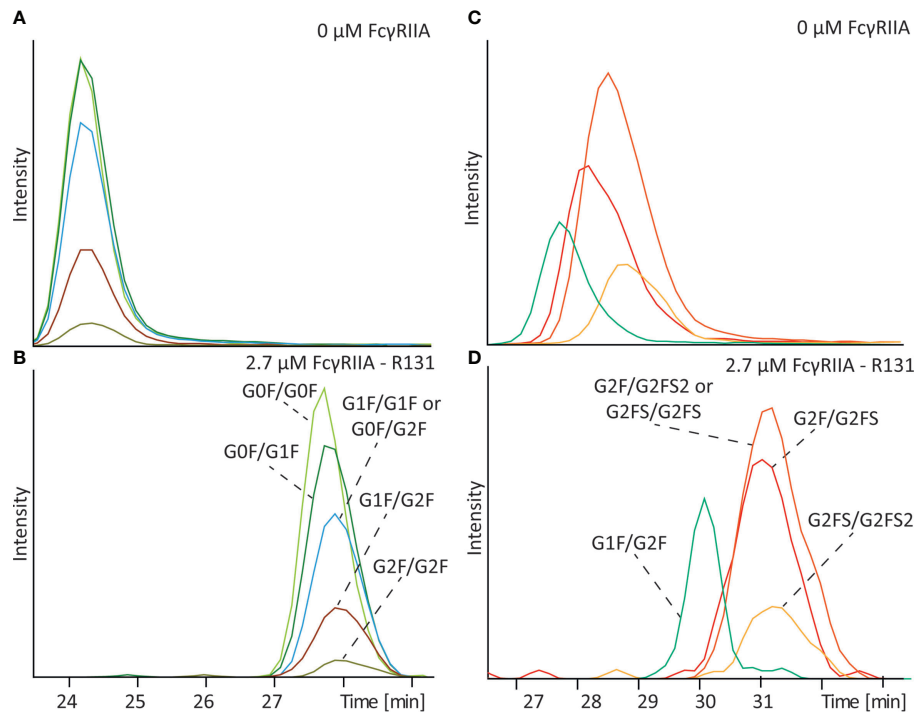 A
0 µM FcγRIIA
Intensity
B
2.7 µM FcγRIIA - R131
G0F/G0F
G1F/G1F or
G0F/G2F
G0F/G1F
G1F/G2F
G2F/G2F
Intensity
24
25
26
27
Time [min]
C
0 µM FcγRIIA
Intensity
D
2.7 µM FcγRIIA - R131
G2F/G2FS2 or
G2FS/G2FS
G2F/G2FS
G2FS/G2FS2
G1F/G2F
Intensity
27
28
29
30
31
Time [min]